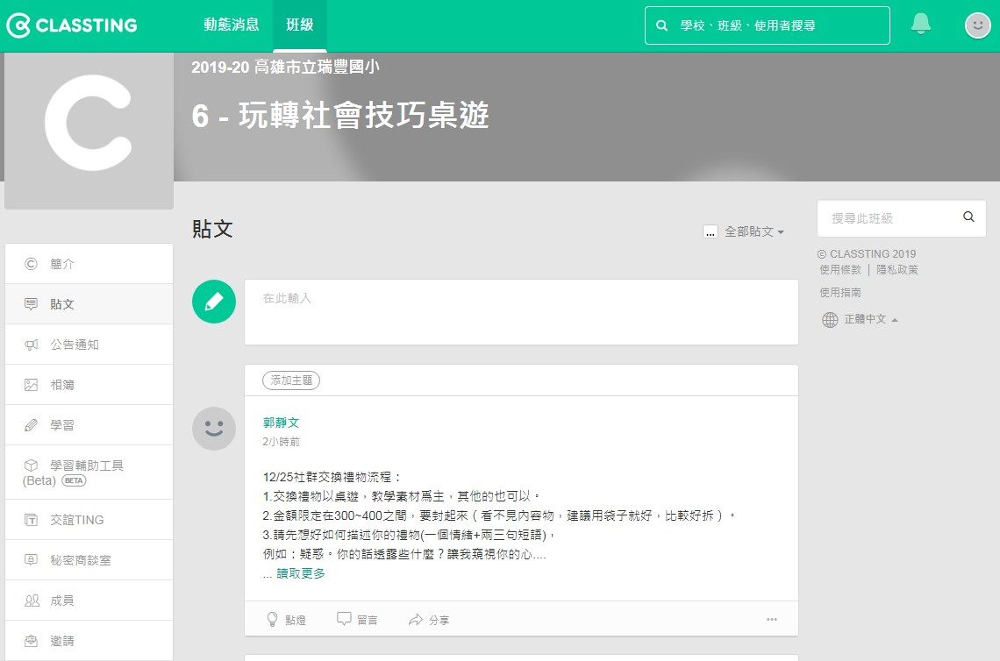 CLASSTING
動態消息
班級
學校、班級、使用者搜尋
2019-20 高雄市立瑞豐國小
6 - 玩轉社會技巧桌遊
貼文
... 全部貼文
搜尋此班級
© CLASSTING 2019
使用條款 | 隱私政策
使用指南
正體中文
簡介
貼文
公告通知
相簿
學習
學習輔助工具
(Beta) BETA
交誼TING
秘密商談室
成員
邀請
在此輸入
添加主題
郭靜文
2小時前
12/25社群交換禮物流程：
1.交換禮物以桌遊，教學素材爲主，其他的也可以。
2.金額限定在300~400之間，要封起來（看不見內容物，建議用袋子就好，比較好拆）。
3.請先想好如何描述你的禮物(一個情緒+兩三句短語)，
例如：疑惑。你的話透露些什麼？讓我窺視你的心....
... 讀取更多
點燈
留言
分享